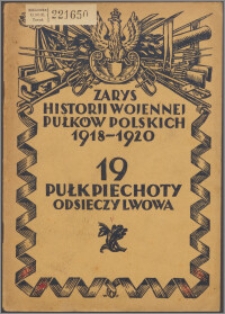 221650
ZARYS
HISTORJI WOJENNEJ
PUŁKÓW POLSKICH
1918-1920
19
PUŁK PIECHOTY
ODSIECZY LWOWA